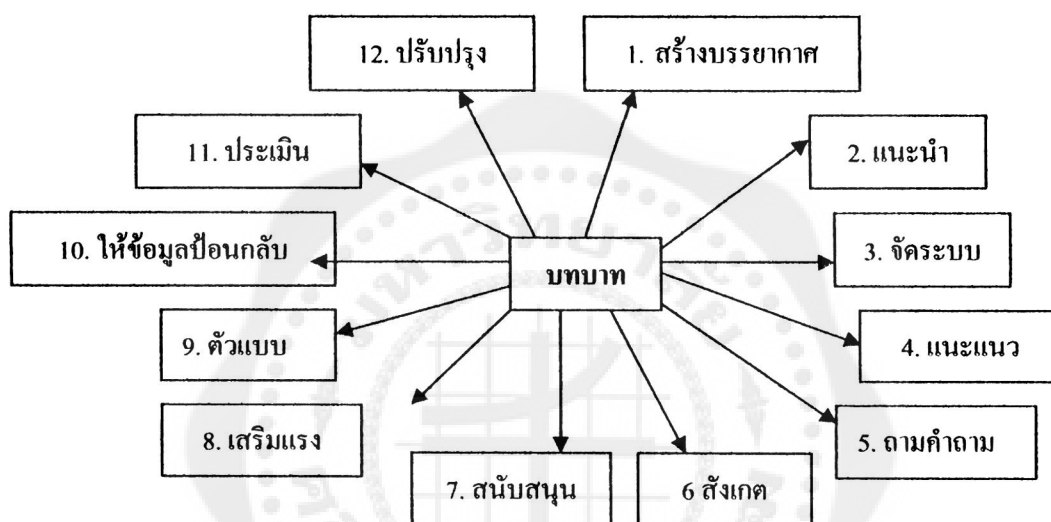 12. ปรับปรุง
1. สร้างบรรยากาศ
11. ประเมิน
2. แนะนำ
10. ให้ข้อมูลป้อนกลับ
บทบาท
3. จัดระบบ
9. ตัวแบบ
4. แนะแนว
8. เสริมแรง
5. ถามคำถาม
7. สนับสนุน
6 สังเกต